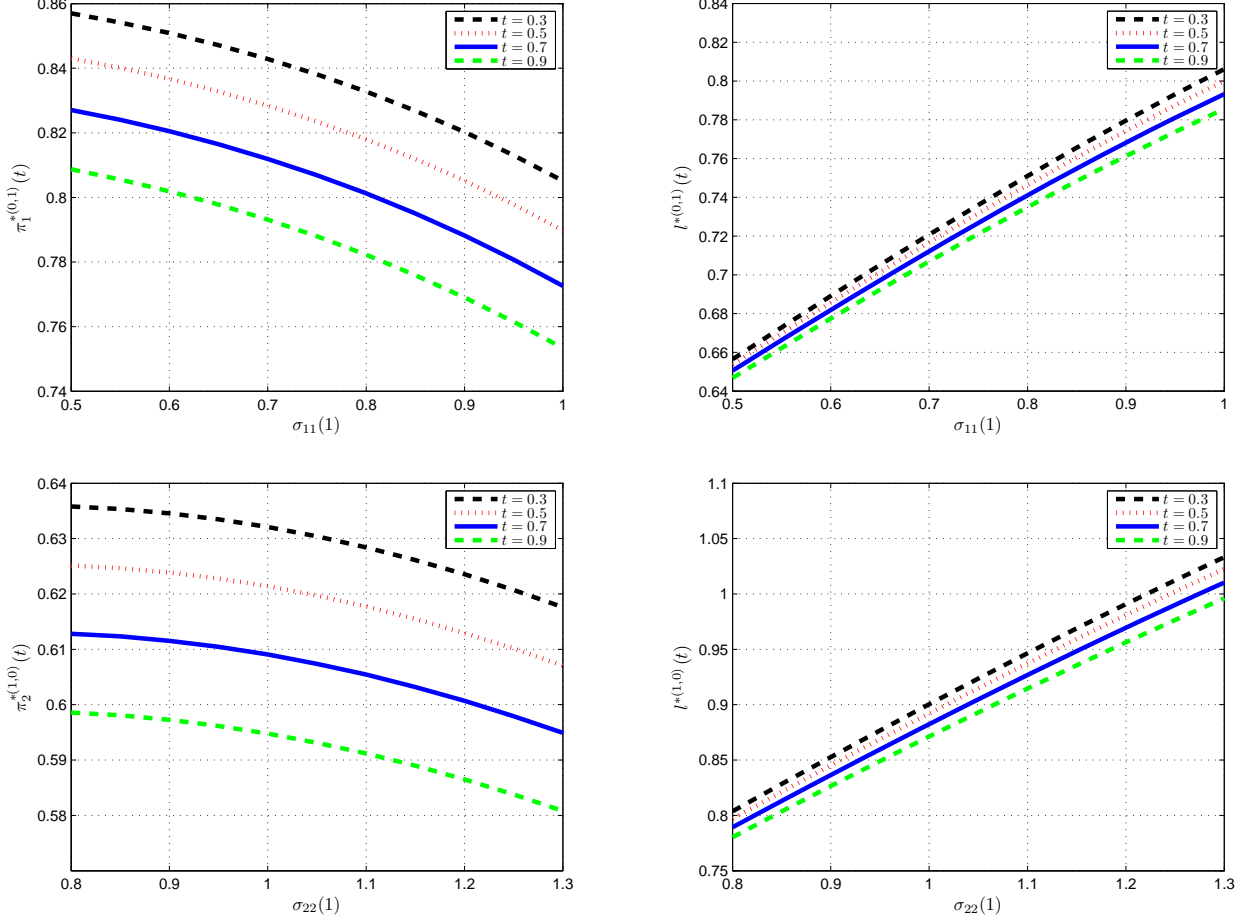 0.86
0.84
0.82
0.8
0.78
0.76
0.74
0.5 0.6 0.7 0.8 0.9 1
σ₁₁(1)
π₁*⁽⁰,¹⁾(t)
t = 0.3
t = 0.5
t = 0.7
t = 0.9
0.84
0.82
0.8
0.78
0.76
0.74
0.72
0.7
0.68
0.66
0.64
0.5 0.6 0.7 0.8 0.9 1
σ₁₁(1)
l*⁽⁰,¹⁾(t)
t = 0.3
t = 0.5
t = 0.7
t = 0.9
0.64
0.63
0.62
0.61
0.6
0.59
0.58
0.8 0.9 1 1.1 1.2 1.3
σ₂₂(1)
π₂*⁽¹,⁰⁾(t)
t = 0.3
t = 0.5
t = 0.7
t = 0.9
1.1
1.05
1
0.95
0.9
0.85
0.8
0.75
0.8 0.9 1 1.1 1.2 1.3
σ₂₂(1)
l*⁽¹,⁰⁾(t)
t = 0.3
t = 0.5
t = 0.7
t = 0.9